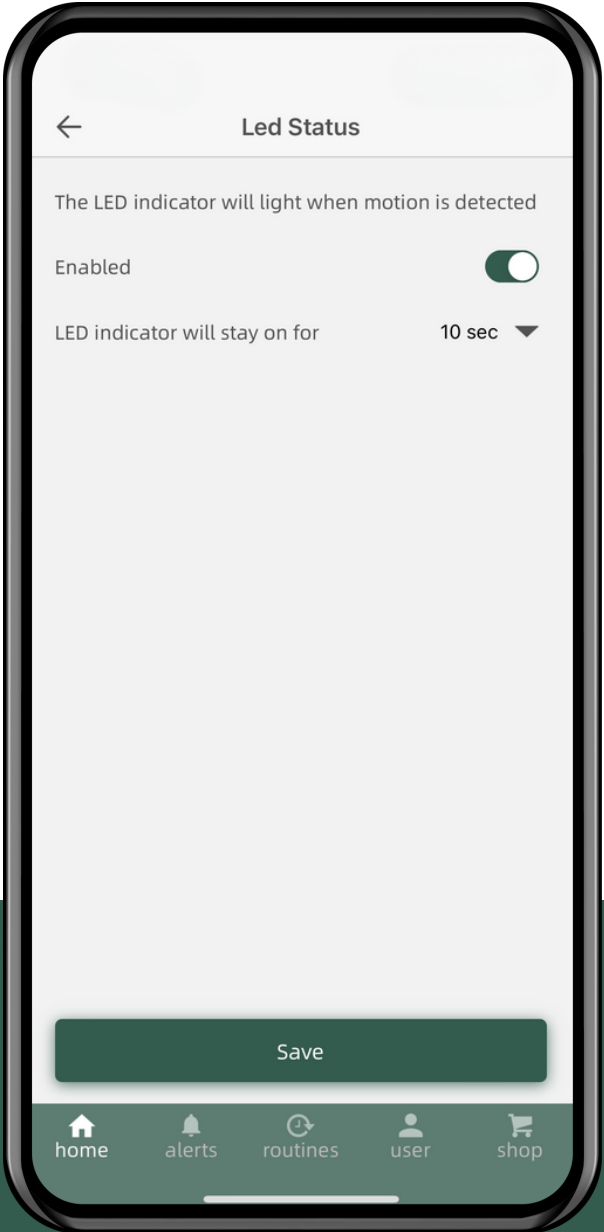 Led Status
The LED indicator will light when motion is detected
Enabled
LED indicator will stay on for 10 sec
Save
home alerts routines user shop